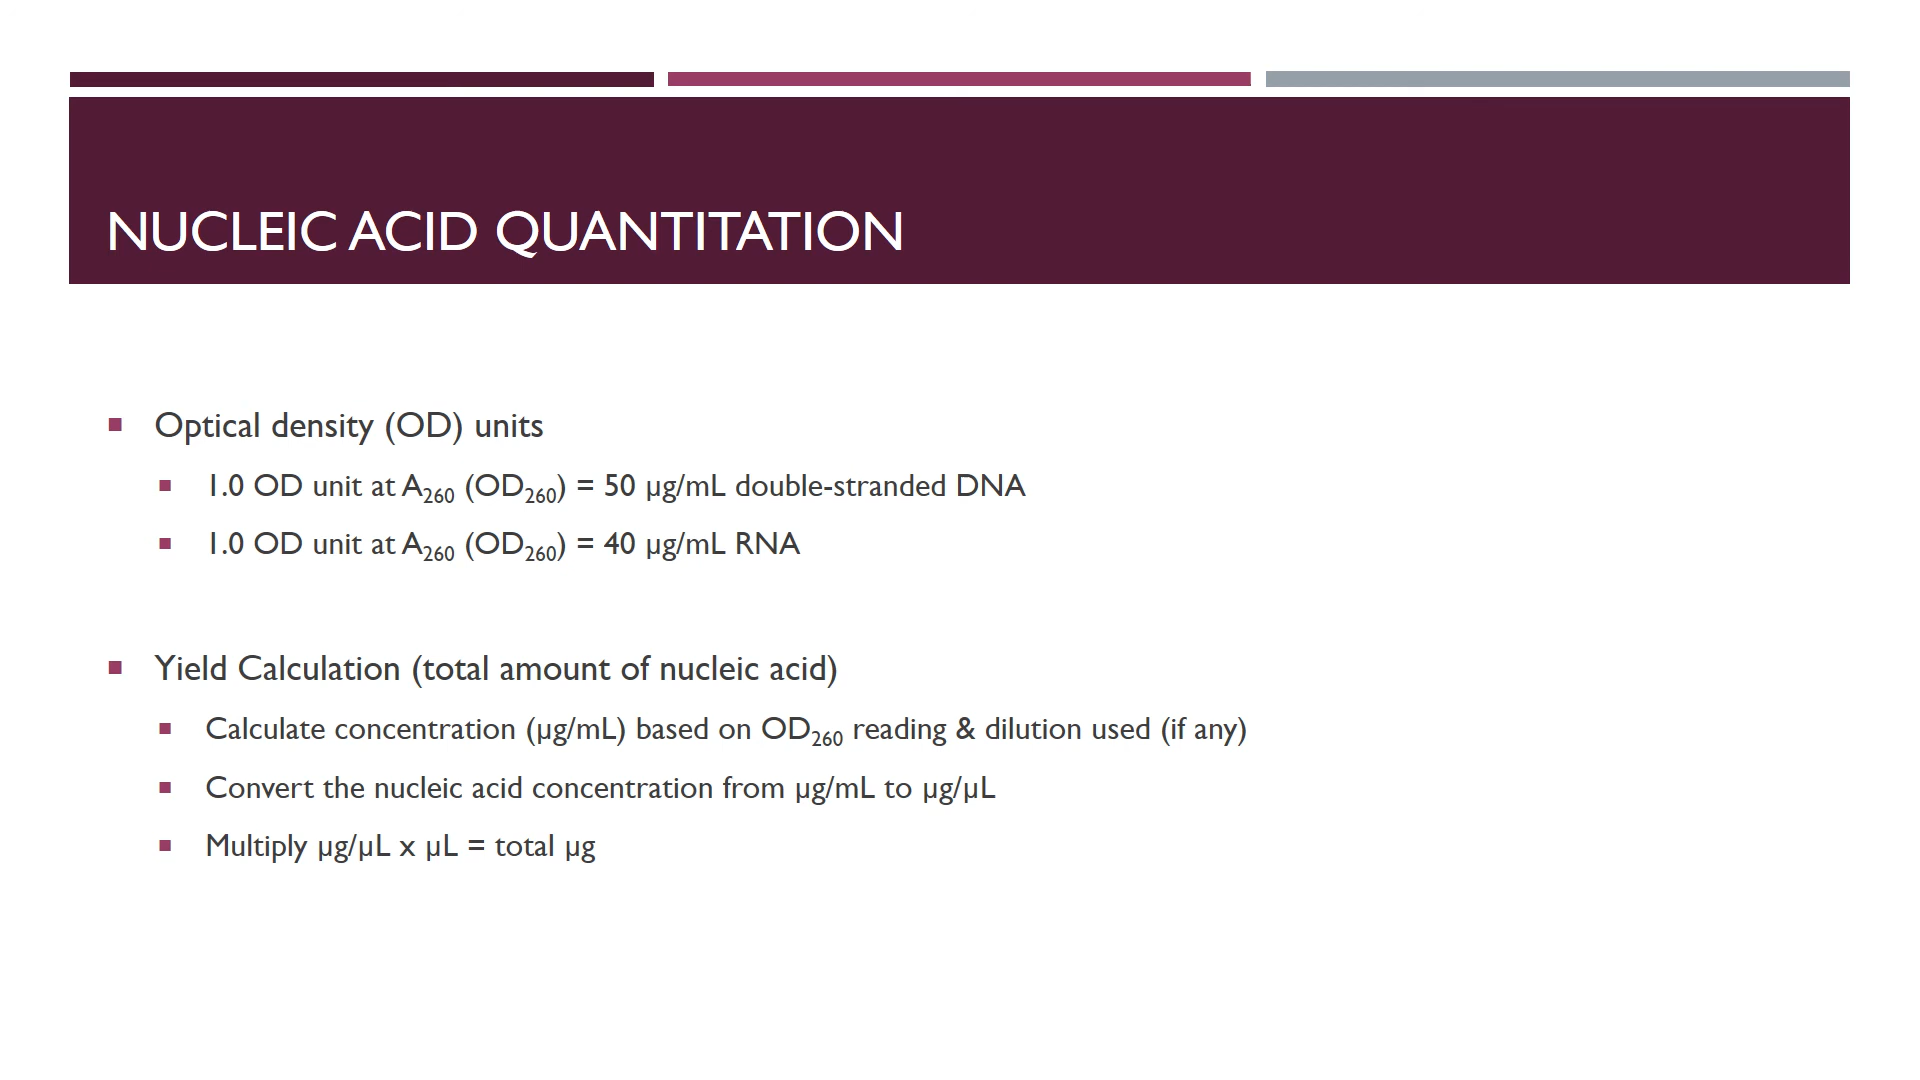 NUCLEIC ACID QUANTITATION
▪ Optical density (OD) units
▪ 1.0 OD unit at A₂₆₀ (OD₂₆₀) = 50 µg/mL double-stranded DNA
▪ 1.0 OD unit at A₂₆₀ (OD₂₆₀) = 40 µg/mL RNA
▪ Yield Calculation (total amount of nucleic acid)
▪ Calculate concentration (µg/mL) based on OD₂₆₀ reading & dilution used (if any)
▪ Convert the nucleic acid concentration from µg/mL to µg/µL
▪ Multiply µg/µL x µL = total µg